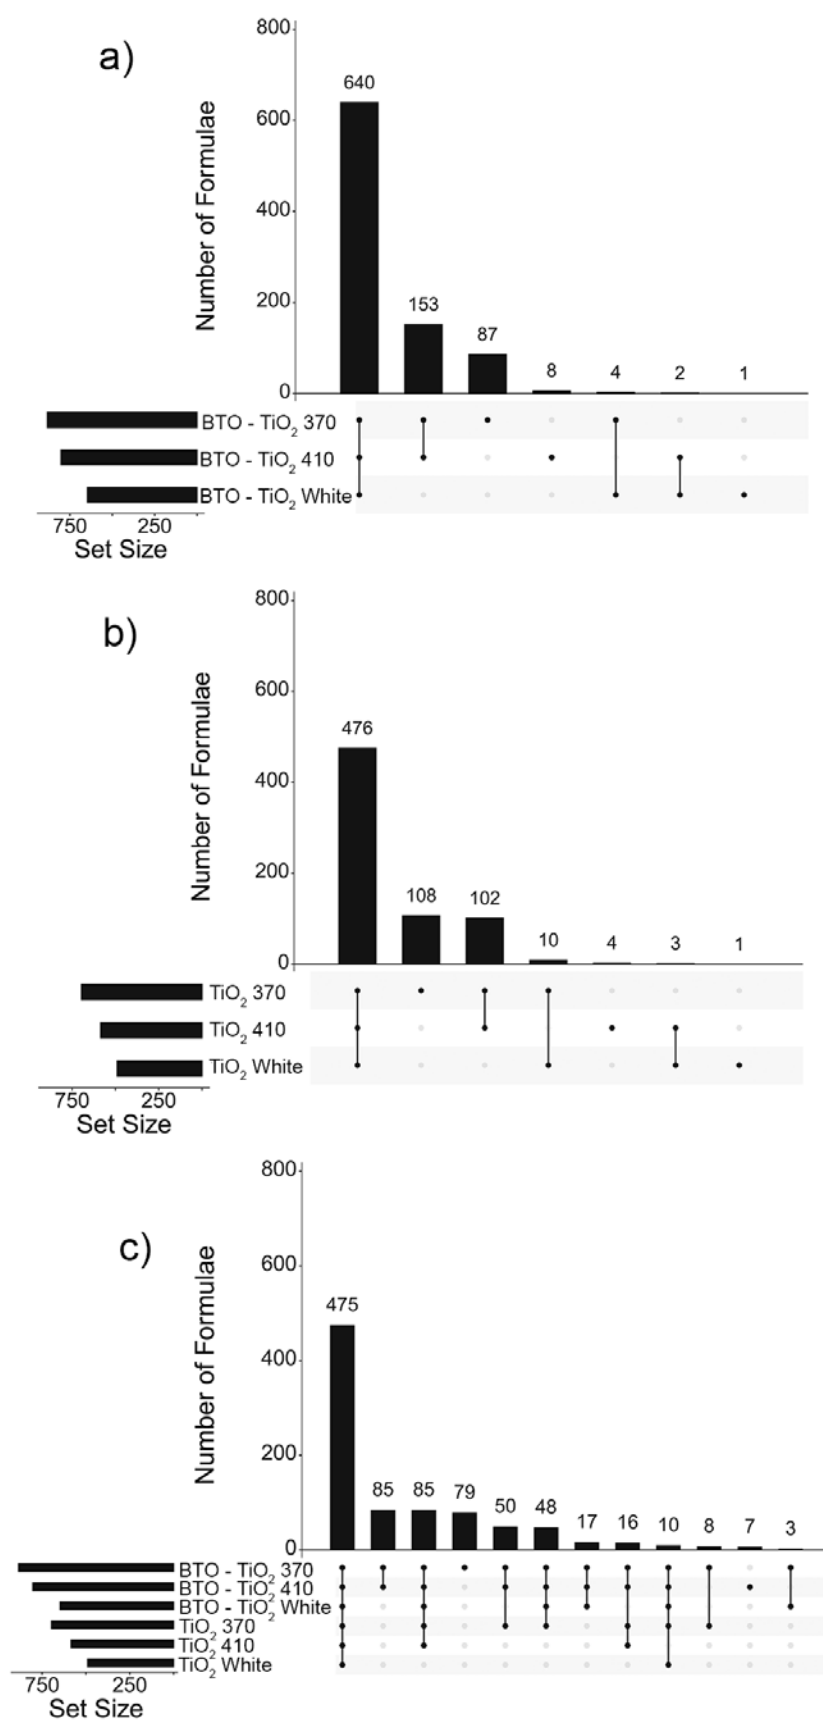 a)
Number of Formulae
800
600
400
200
0
640
153
87
8
4
2
1
BTO - TiO₂ 370
BTO - TiO₂ 410
BTO - TiO₂ White
750 250
Set Size
b)
Number of Formulae
800
600
400
200
0
476
108
102
10
4
3
1
TiO₂ 370
TiO₂ 410
TiO₂ White
750 250
Set Size
c)
Number of Formulae
800
600
400
200
0
475
85
85
79
50
48
17
16
10
8
7
3
BTO - TiO₂ 370
BTO - TiO₂ 410
BTO - TiO₂ White
TiO₂ 370
TiO₂ 410
TiO₂ White
750 250
Set Size